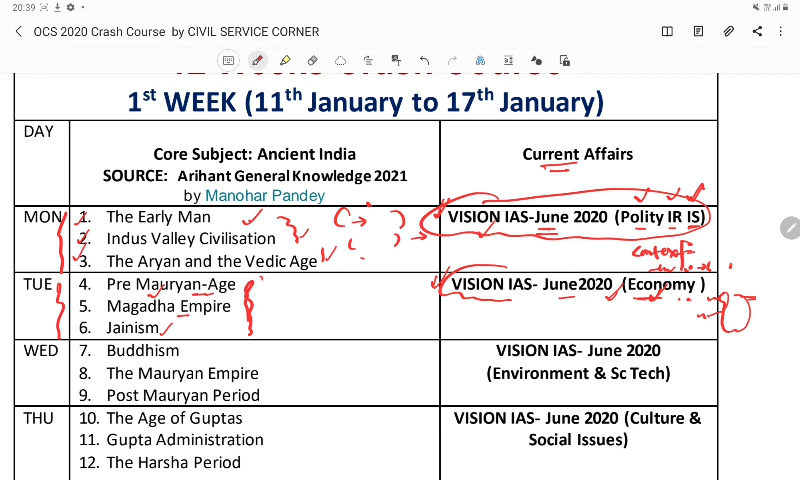 20:39
OCS 2020 Crash Course by CIVIL SERVICE CORNER
1st WEEK (11th January to 17th January)
DAY
Core Subject: Ancient India
SOURCE: Arihant General Knowledge 2021
by Manohar Pandey
Current Affairs
MON
1. The Early Man
2. Indus Valley Civilisation
3. The Aryan and the Vedic Age
VISION IAS-June 2020 (Polity IR IS)
TUE
4. Pre Mauryan-Age
5. Magadha Empire
6. Jainism
VISION IAS- June2020 (Economy )
WED
7. Buddhism
8. The Mauryan Empire
9. Post Mauryan Period
VISION IAS- June 2020
(Environment & Sc Tech)
THU
10. The Age of Guptas
11. Gupta Administration
12. The Harsha Period
VISION IAS- June 2020 (Culture &
Social Issues)